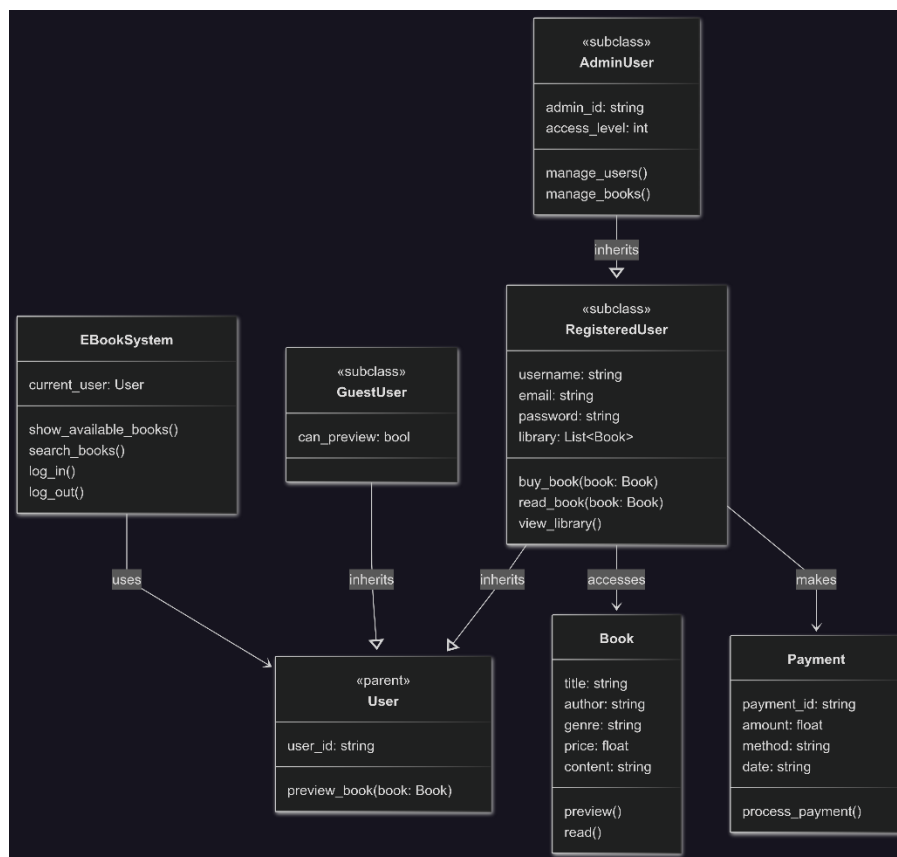 «subclass»
AdminUser
admin_id: string
access_level: int
manage_users()
manage_books()
inherits
«subclass»
RegisteredUser
username: string
email: string
password: string
library: List<Book>
buy_book(book: Book)
read_book(book: Book)
view_library()
EBookSystem
current_user: User
show_available_books()
search_books()
log_in()
log_out()
«subclass»
GuestUser
can_preview: bool
uses
inherits
inherits
accesses
makes
«parent»
User
user_id: string
preview_book(book: Book)
Book
title: string
author: string
genre: string
price: float
content: string
preview()
read()
Payment
payment_id: string
amount: float
method: string
date: string
process_payment()